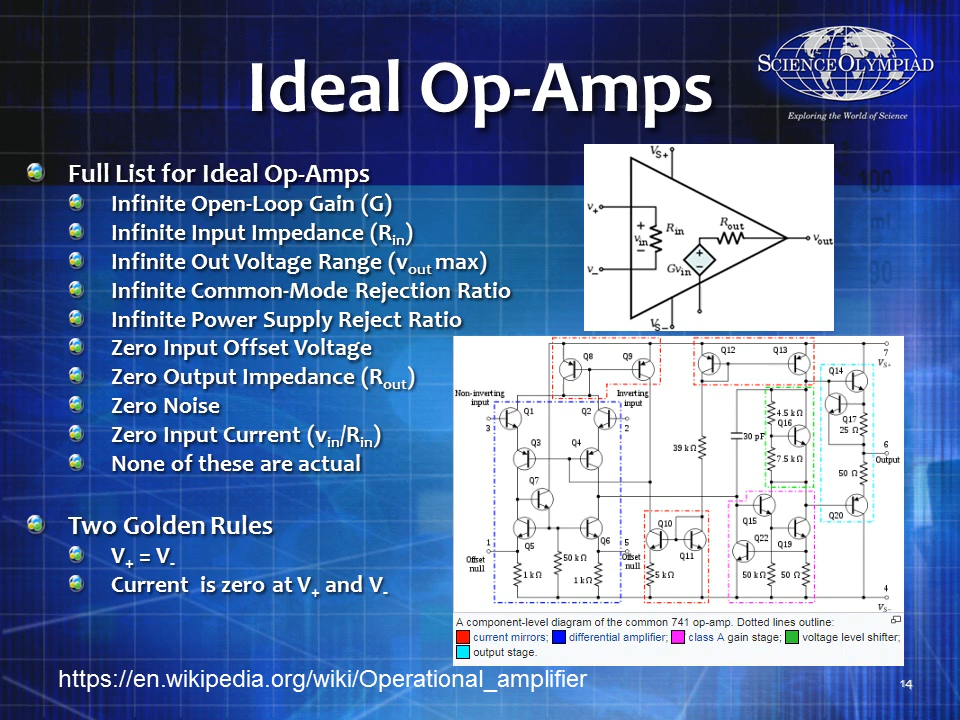 Ideal Op-Amps
SCIENCE OLYMPIAD
Exploring the World of Science
Full List for Ideal Op-Amps
Infinite Open-Loop Gain (G)
Infinite Input Impedance (Rin)
Infinite Out Voltage Range (vout max)
Infinite Common-Mode Rejection Ratio
Infinite Power Supply Reject Ratio
Zero Input Offset Voltage
Zero Output Impedance (Rout)
Zero Noise
Zero Input Current (vin/Rin)
None of these are actual
Two Golden Rules
V+ = V-
Current is zero at V+ and V-
VS+
v+
+
vin
−
Rin
Rout
+
−
Gvin
vout
v−
VS−
100
ml
Q8
Q9
Q12
Q13
7
VS+
Q14
Non-inverting
input
3
Q1
Q2
Inverting
input
2
4.5 kΩ
Q16
7.5 kΩ
Q17
25 Ω
6
Output
Q3
Q4
39 kΩ
30 pF
50 Ω
Q7
Q15
Q20
1
Offset
null
Q5
Q6
5
Offset
null
Q10
Q11
Q22
Q19
1 kΩ
50 kΩ
1 kΩ
5 kΩ
50 kΩ
50 Ω
4
VS−
A component-level diagram of the common 741 op-amp. Dotted lines outline:
current mirrors; differential amplifier; class A gain stage; voltage level shifter;
output stage.
https://en.wikipedia.org/wiki/Operational_amplifier
14